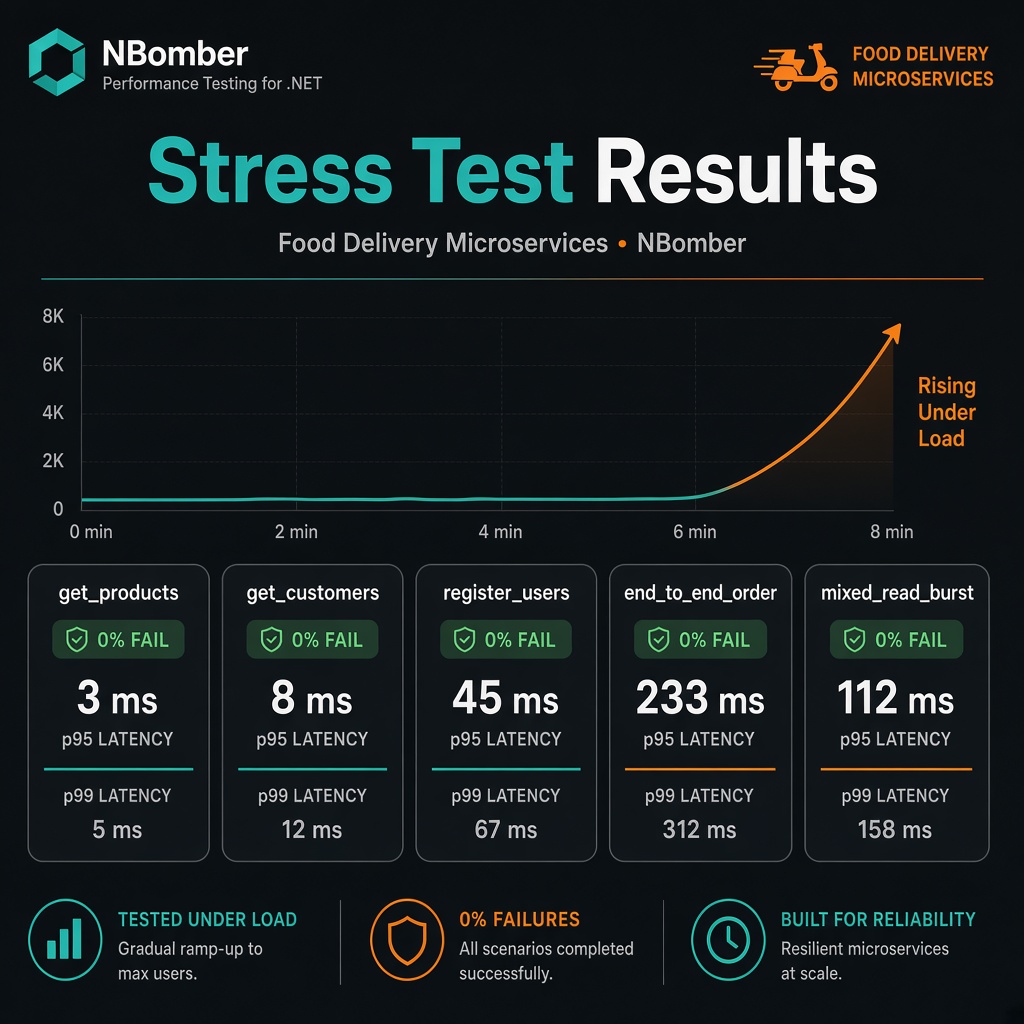 NBomber
Performance Testing for .NET
FOOD DELIVERY
MICROSERVICES
Stress Test Results
Food Delivery Microservices • NBomber
8K
6K
4K
2K
0
0 min
2 min
4 min
6 min
8 min
Rising
Under
Load
get_products
0% FAIL
3 ms
p95 LATENCY
p99 LATENCY
5 ms
get_customers
0% FAIL
8 ms
p95 LATENCY
p99 LATENCY
12 ms
register_users
0% FAIL
45 ms
p95 LATENCY
p99 LATENCY
67 ms
end_to_end_order
0% FAIL
233 ms
p95 LATENCY
p99 LATENCY
312 ms
mixed_read_burst
0% FAIL
112 ms
p95 LATENCY
p99 LATENCY
158 ms
TESTED UNDER LOAD
Gradual ramp-up to
max users.
0% FAILURES
All scenarios completed
successfully.
BUILT FOR RELIABILITY
Resilient microservices
at scale.